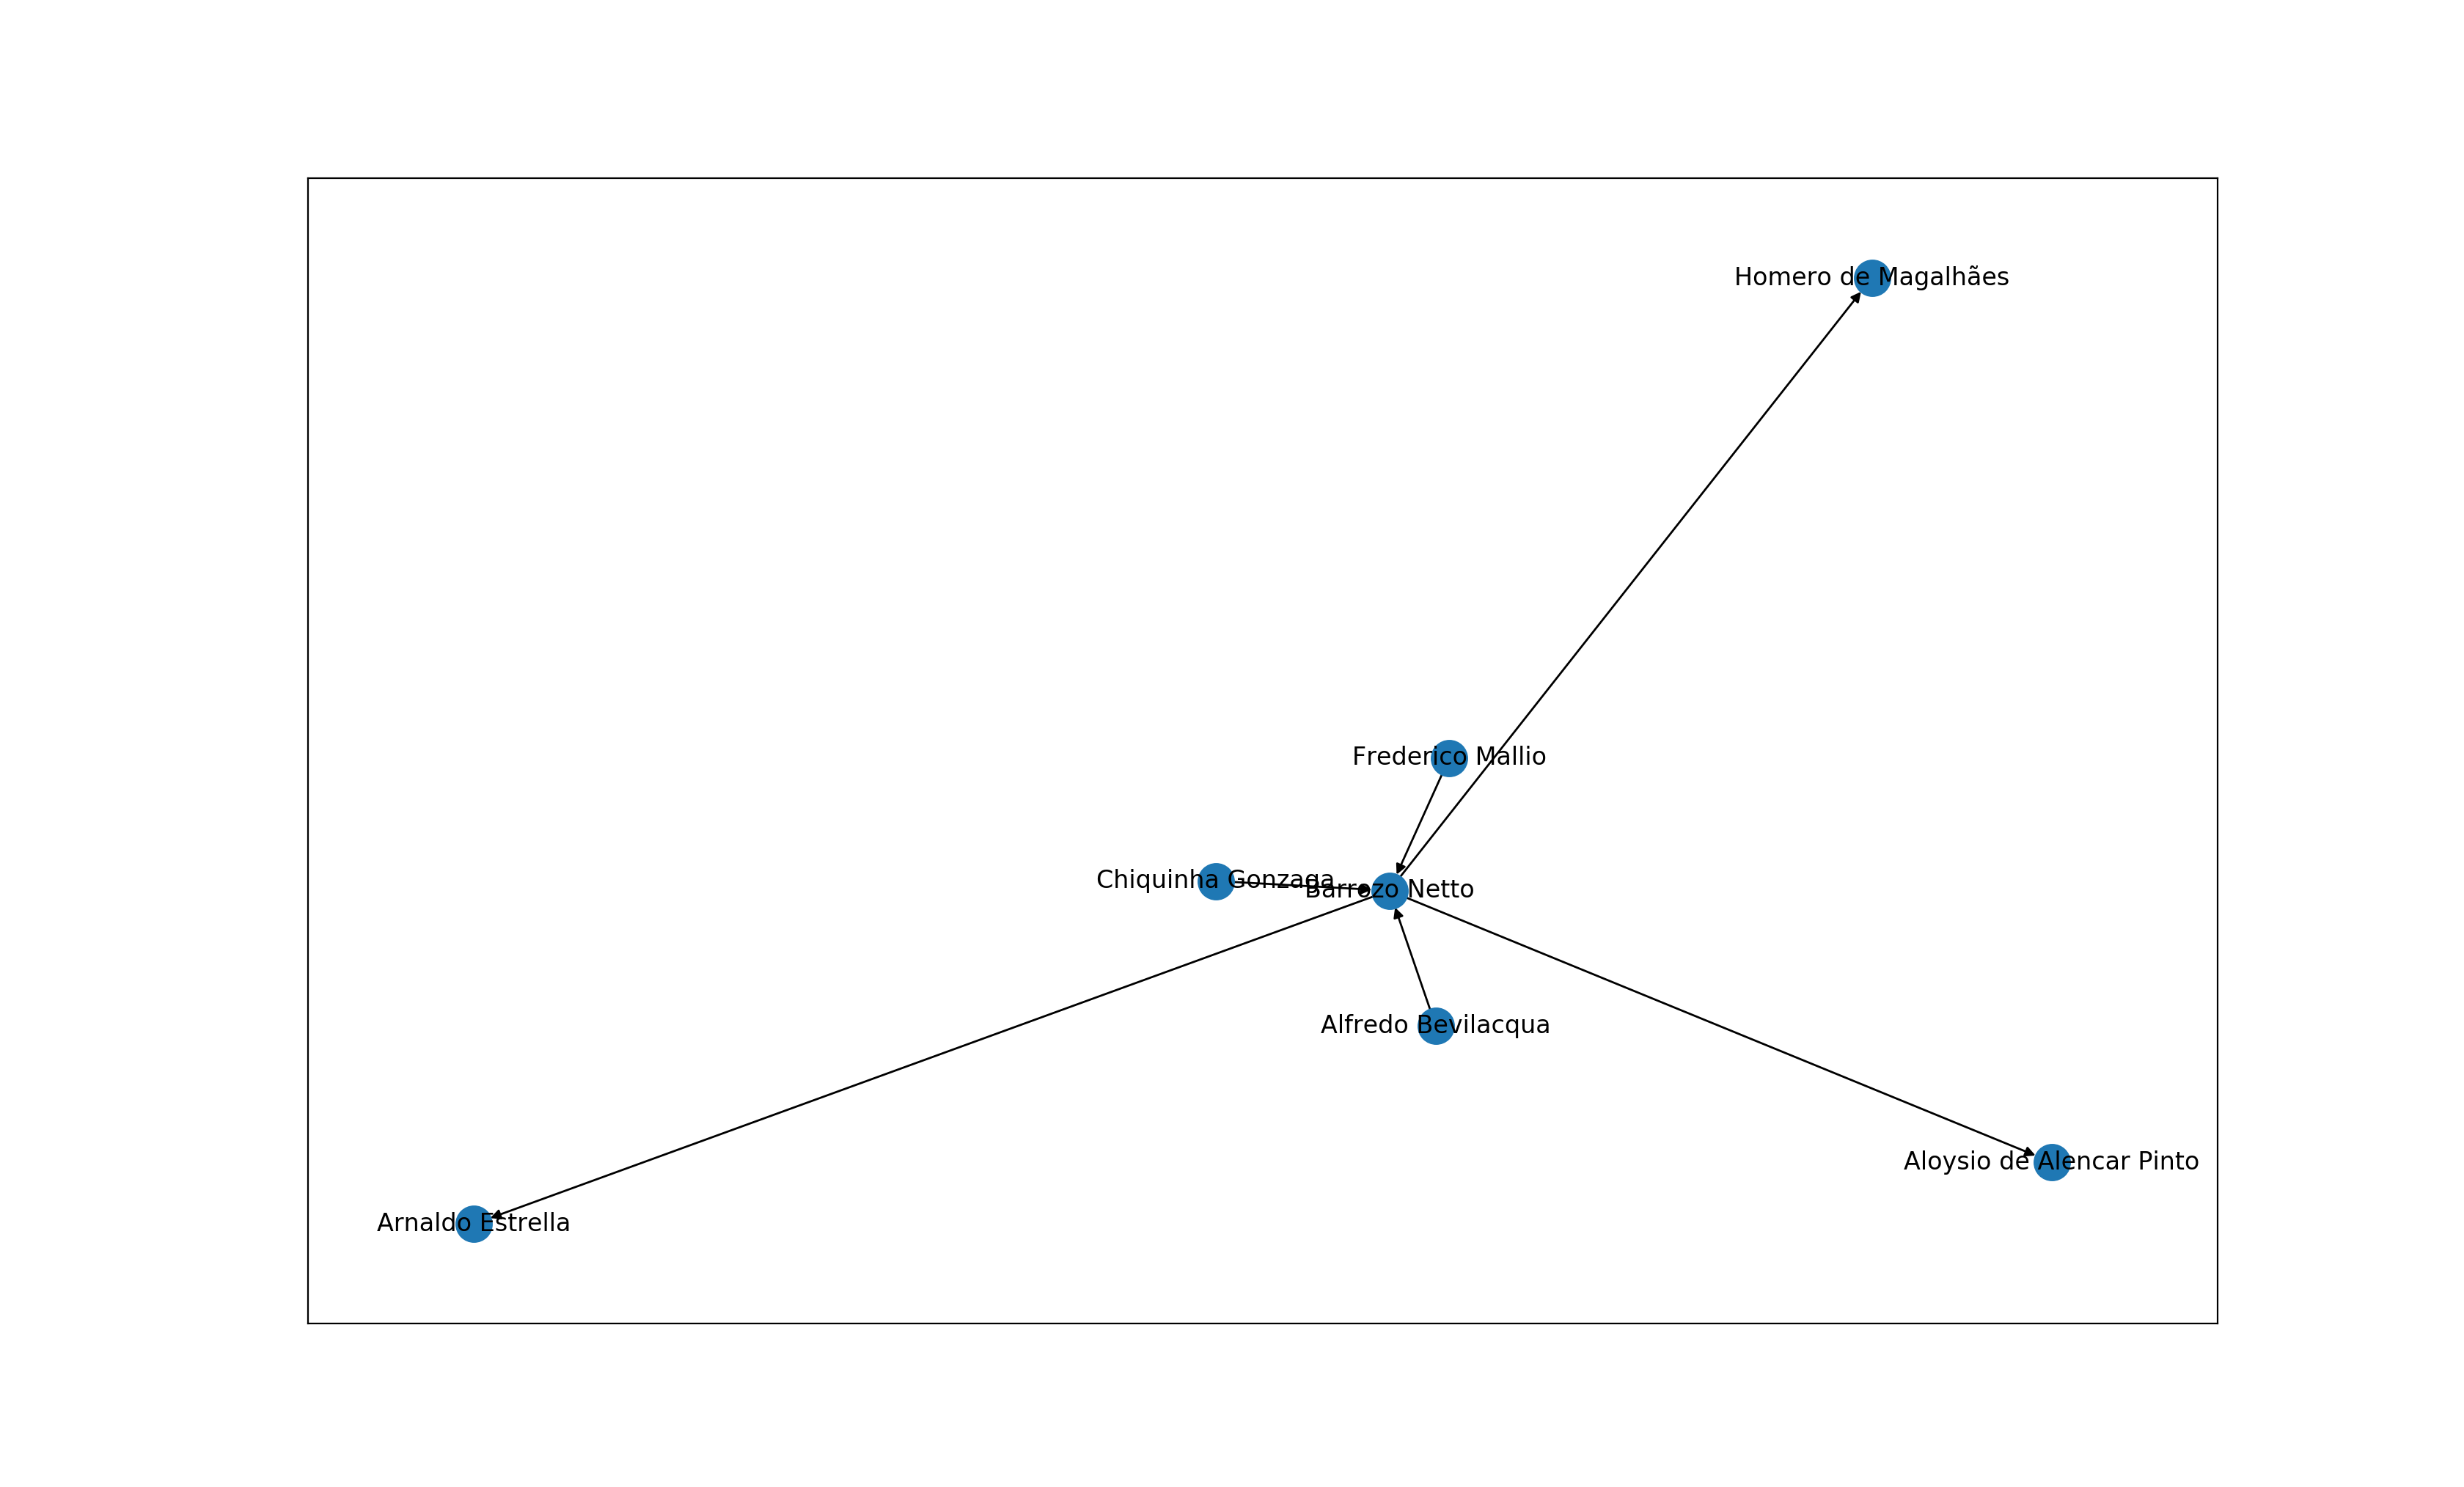 Homero de Magalhães
Frederico Mallio
Chiquinha Gonzaga
Barrozo Netto
Alfredo Bevilacqua
Aloysio de Alencar Pinto
Arnaldo Estrella